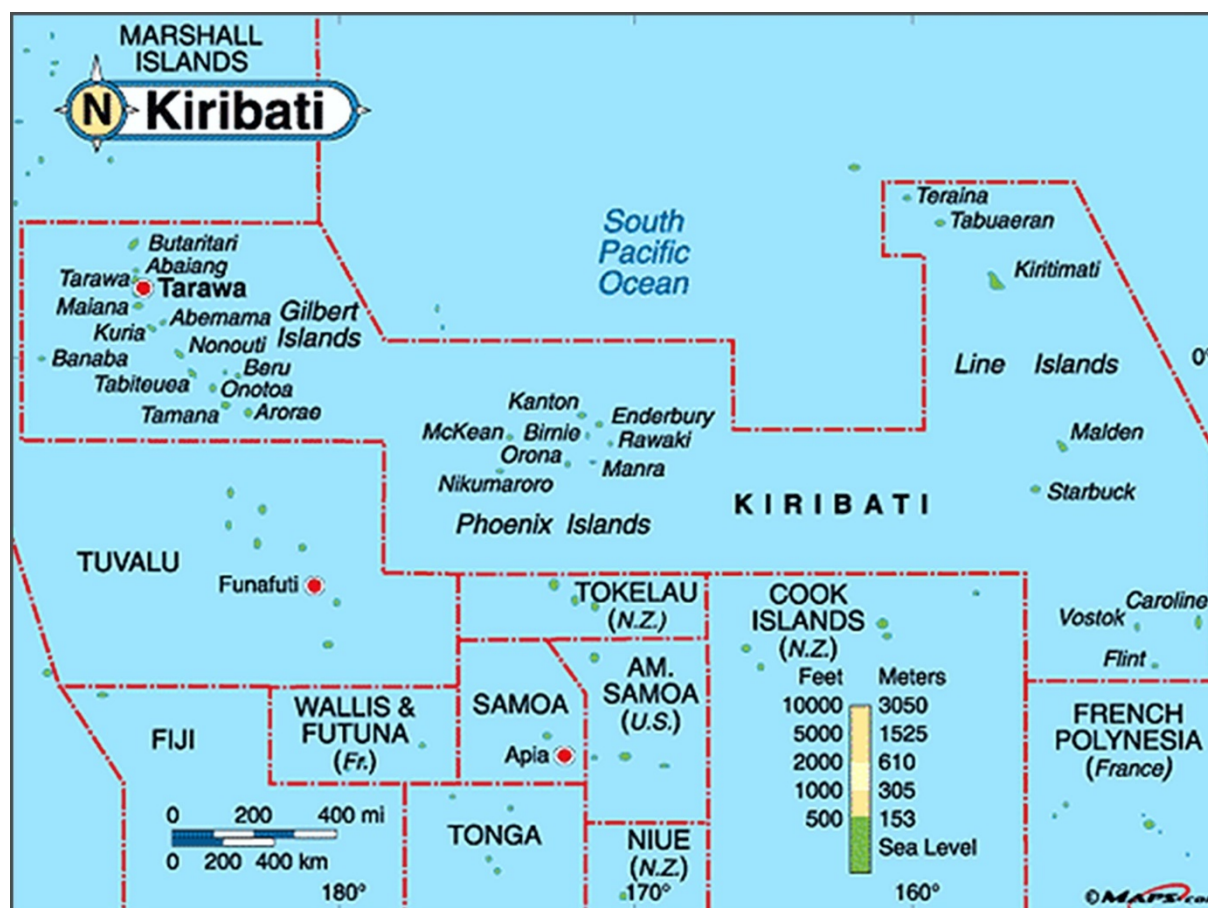 MARSHALL
ISLANDS
N Kiribati
South
Pacific
Ocean
Teraina
Tabuaeran
Kiritimati
Butaritari
Abaiang
Tarawa
Tarawa
Maiana
Abemama
Gilbert
Islands
Kuria
Nonouti
Banaba
Beru
Tabiteuea
Onotoa
Tamana
Arorae
Line Islands
0°
Kanton
Enderbury
McKean
Birnie
Rawaki
Orona
Manra
Nikumaroro
Phoenix Islands
Malden
Starbuck
KIRIBATI
TUVALU
Funafuti
TOKELAU
(N.Z.)
COOK
ISLANDS
(N.Z.)
Caroline
Vostok
Flint
SAMOA
Apia
AM.
SAMOA
(U.S.)
WALLIS &
FUTUNA
(Fr.)
FIJI
Feet Meters
10000 3050
5000 1525
2000 610
1000 305
500 153
Sea Level
FRENCH
POLYNESIA
(France)
0 200 400 mi
0 200 400 km
TONGA
NIUE
(N.Z.)
180°
170°
160°
©MAPS.com